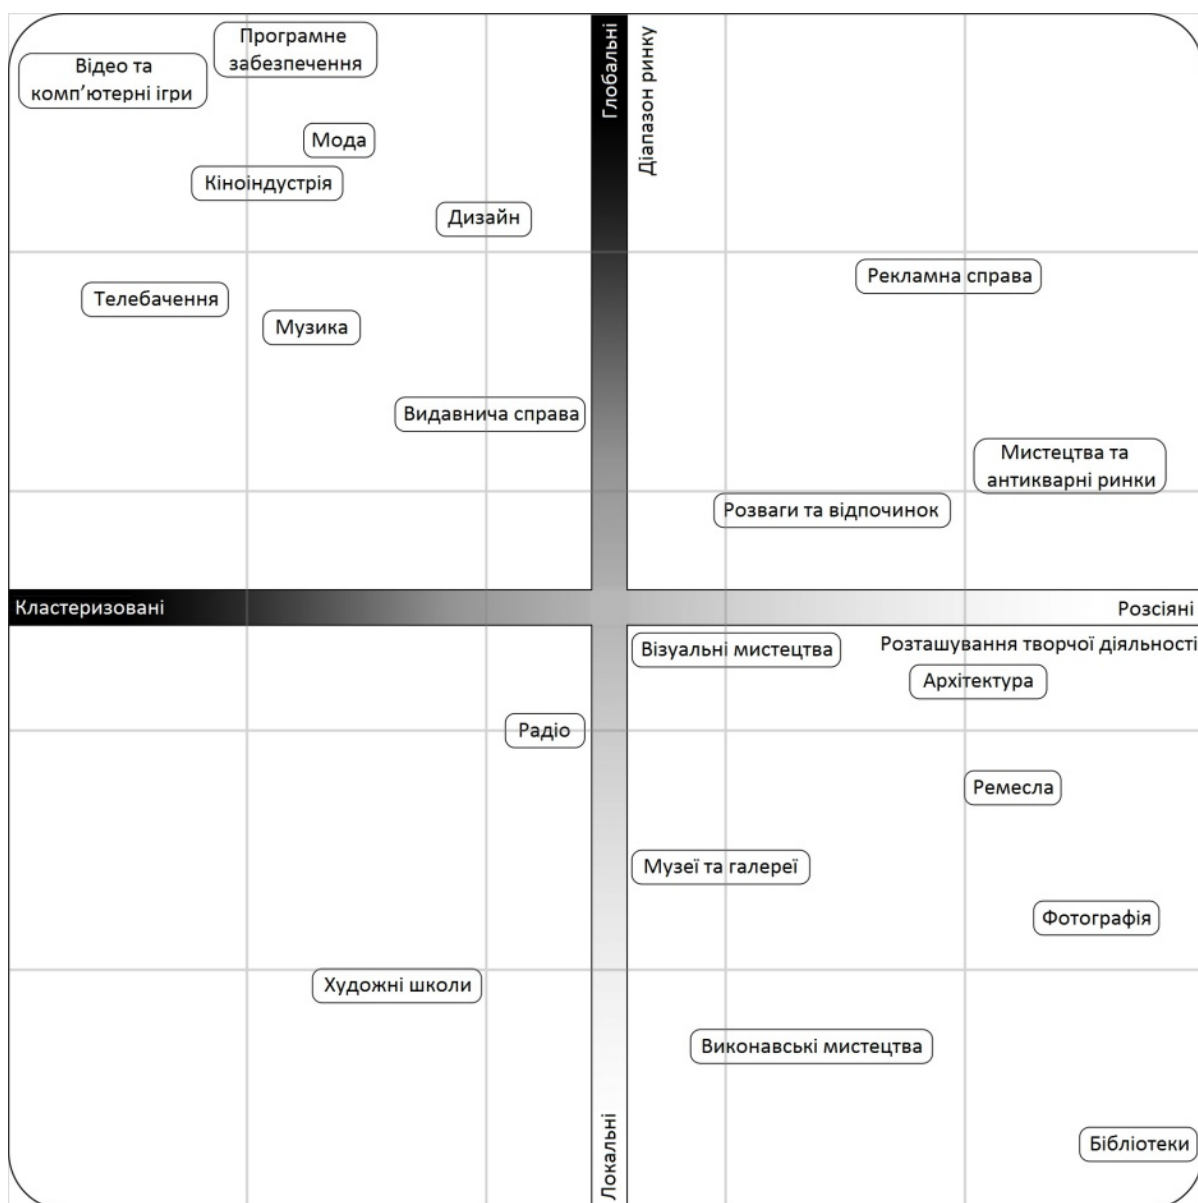 Програмне
забезпечення
Відео та
комп’ютерні ігри
Мода
Кіноіндустрія
Дизайн
Телебачення
Музика
Видавнича справа
Глобальні
Діапазон ринку
Рекламна справа
Мистецтва та
антикварні ринки
Розваги та відпочинок
Кластеризовані
Розсіяні
Розташування творчої діяльності
Візуальні мистецтва
Архітектура
Радіо
Ремесла
Музеї та галереї
Фотографія
Художні школи
Виконавські мистецтва
Локальні
Бібліотеки